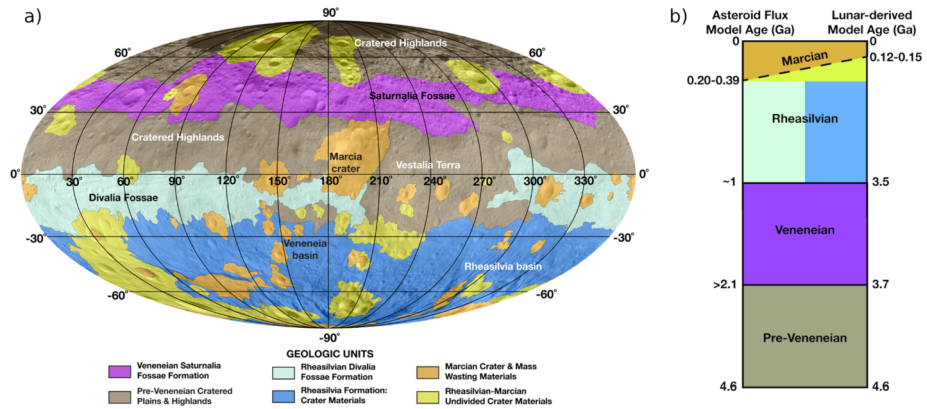 a)
90°
Cratered Highlands
60°
60°
Saturnalia Fossae
30°
30°
Cratered Highlands
Marcia
crater
Vestalia Terra
0°
0°
30°
60°
90°
120°
150°
180°
210°
240°
270°
300°
330°
Divalia Fossae
-30°
-30°
Veneneia
basin
Rheasilvia basin
-60°
-60°
-90°
GEOLOGIC UNITS
Veneneian Saturnalia
Fossae Formation
Rheasilvian Divalia
Fossae Formation
Marcian Crater & Mass
Wasting Materials
Pre-Veneneian Cratered
Plains & Highlands
Rheasilvia Formation:
Crater Materials
Rheasilvian-Marcian
Undivided Crater Materials
b)
Asteroid Flux
Model Age (Ga)
Lunar-derived
Model Age (Ga)
0
0
Marcian
0.12-0.15
0.20-0.39
Rheasilvian
~1
3.5
Veneneian
>2.1
3.7
Pre-Veneneian
4.6
4.6